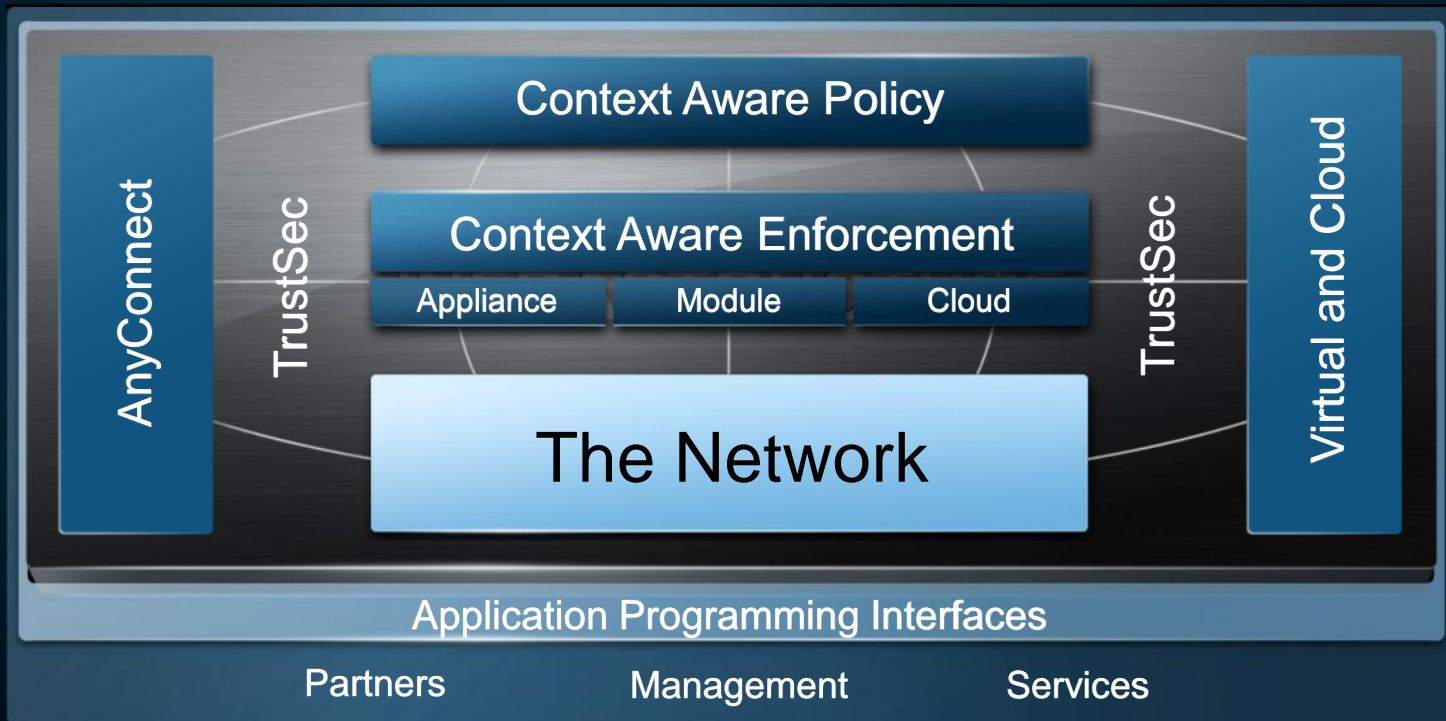 Context Aware Policy
AnyConnect
TrustSec
Context Aware Enforcement
Appliance
Module
Cloud
TrustSec
Virtual and Cloud
The Network
Application Programming Interfaces
Partners
Management
Services